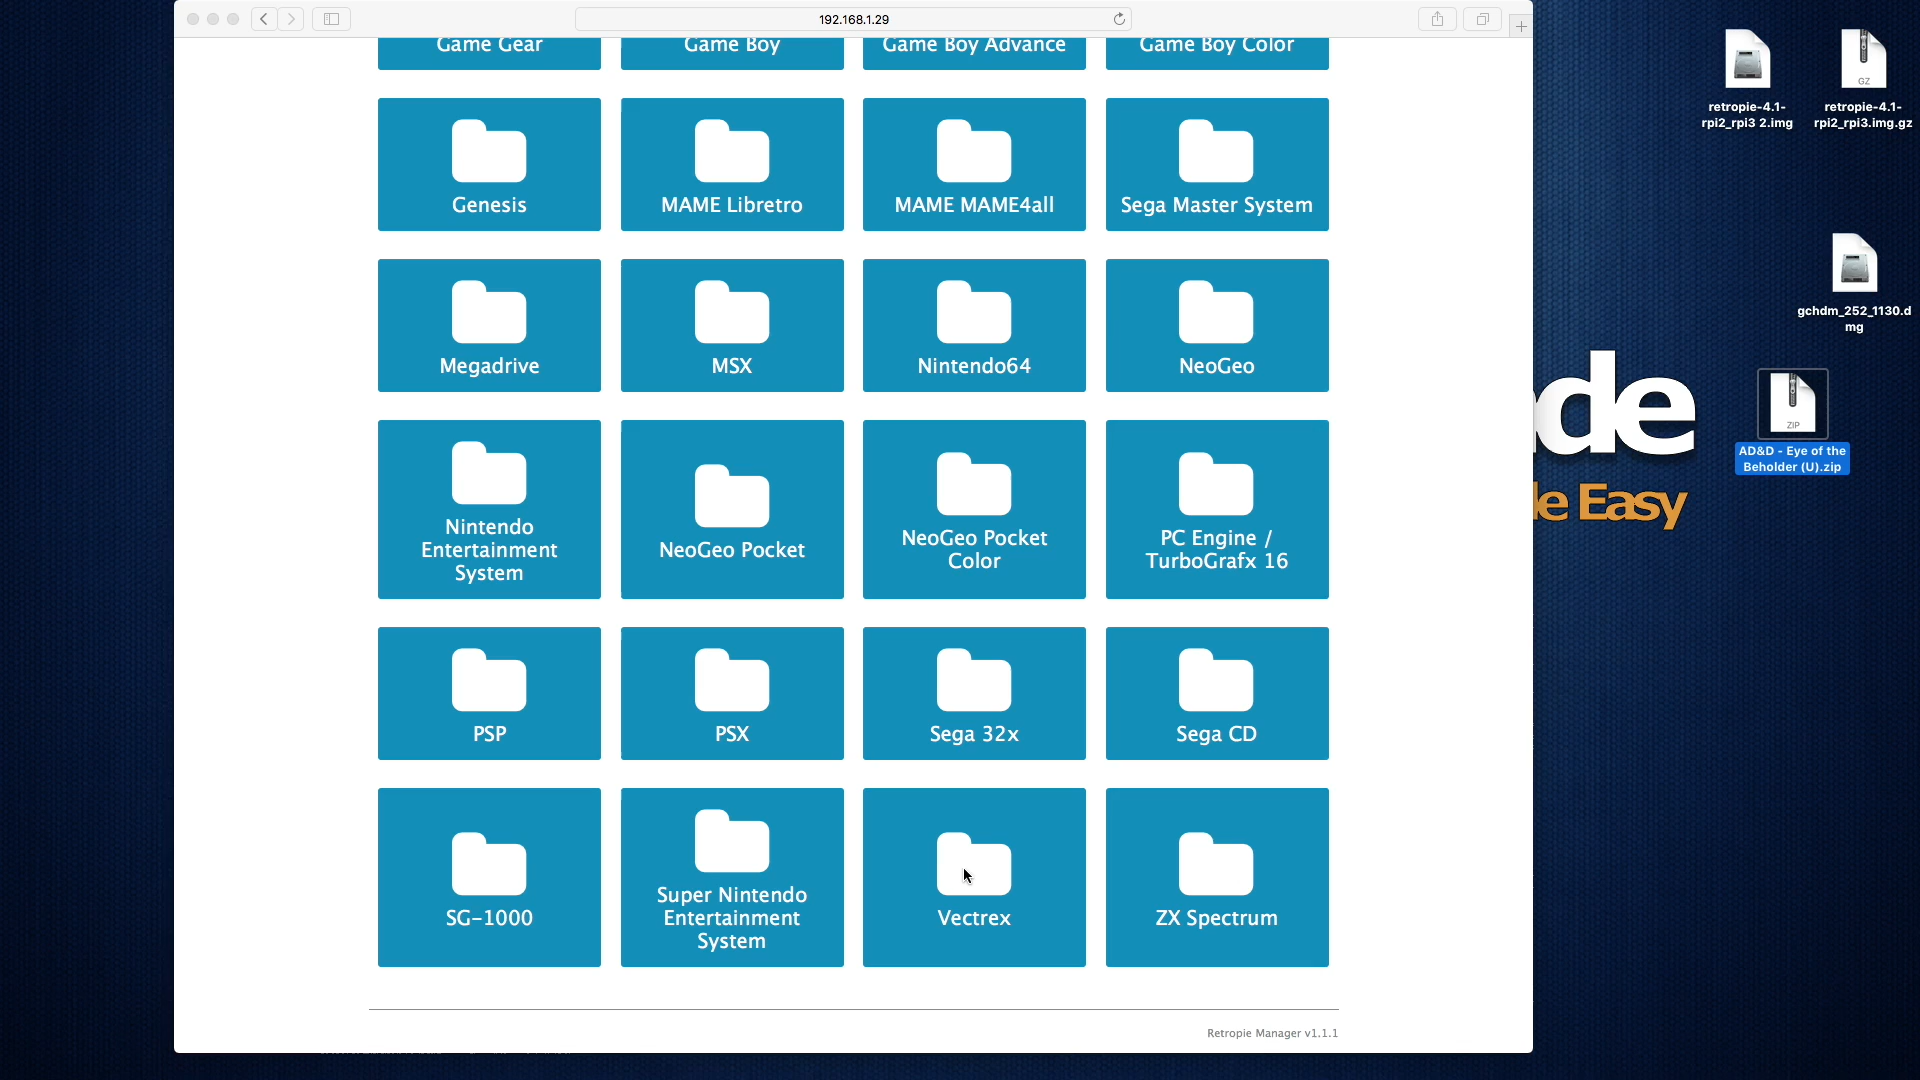 192.168.1.29
Game Gear
Game Boy
Game Boy Advance
Game Boy Color
Genesis
MAME Libretro
MAME MAME4all
Sega Master System
Megadrive
MSX
Nintendo64
NeoGeo
Nintendo
Entertainment
System
NeoGeo Pocket
NeoGeo Pocket
Color
PC Engine /
TurboGrafx 16
PSP
PSX
Sega 32x
Sega CD
SG-1000
Super Nintendo
Entertainment
System
Vectrex
ZX Spectrum
Retropie Manager v1.1.1
retropie-4.1-
rpi2_rpi3 2.img
GZ
retropie-4.1-
rpi2_rpi3.img.gz
gchdm_252_1130.d
mg
ZIP
AD&D - Eye of the
Beholder (U).zip
de
e Easy